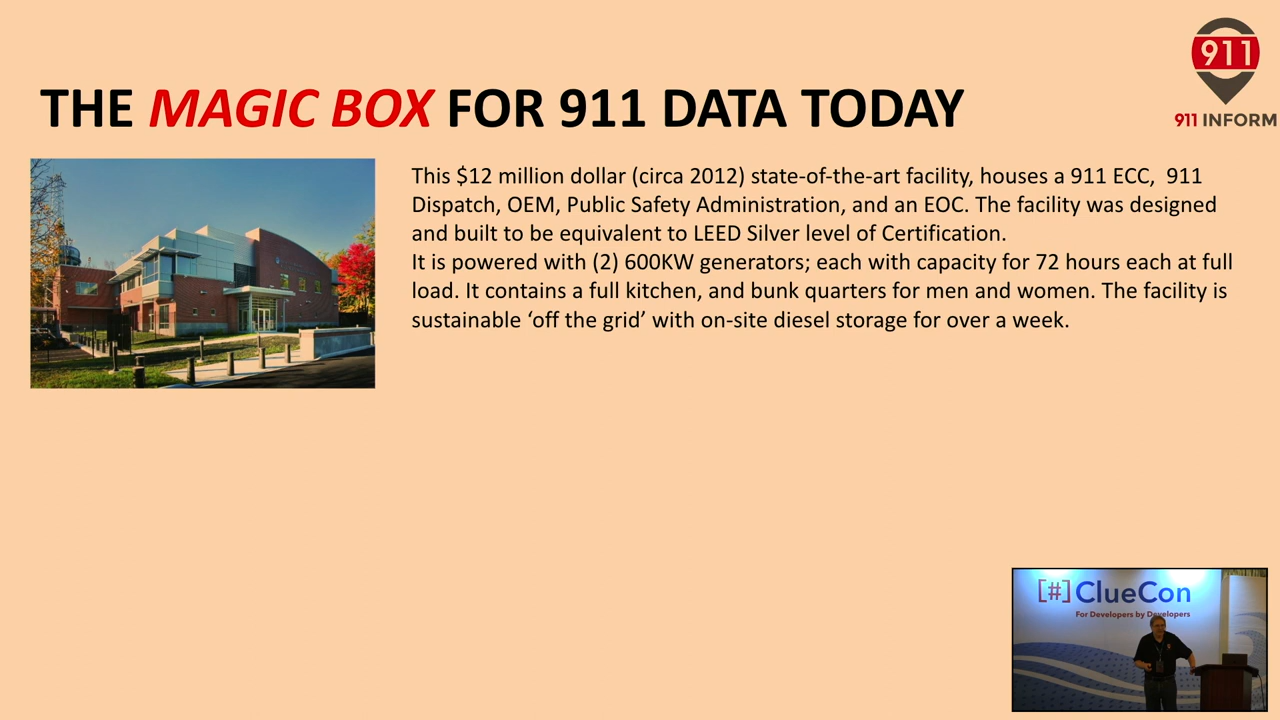 THE MAGIC BOX FOR 911 DATA TODAY
911
911 INFORM
This $12 million dollar (circa 2012) state-of-the-art facility, houses a 911 ECC,  911
Dispatch, OEM, Public Safety Administration, and an EOC. The facility was designed
and built to be equivalent to LEED Silver level of Certification.
It is powered with (2) 600KW generators; each with capacity for 72 hours each at full
load. It contains a full kitchen, and bunk quarters for men and women. The facility is
sustainable ‘off the grid’ with on-site diesel storage for over a week.
[#] ClueCon
For Developers by Developers